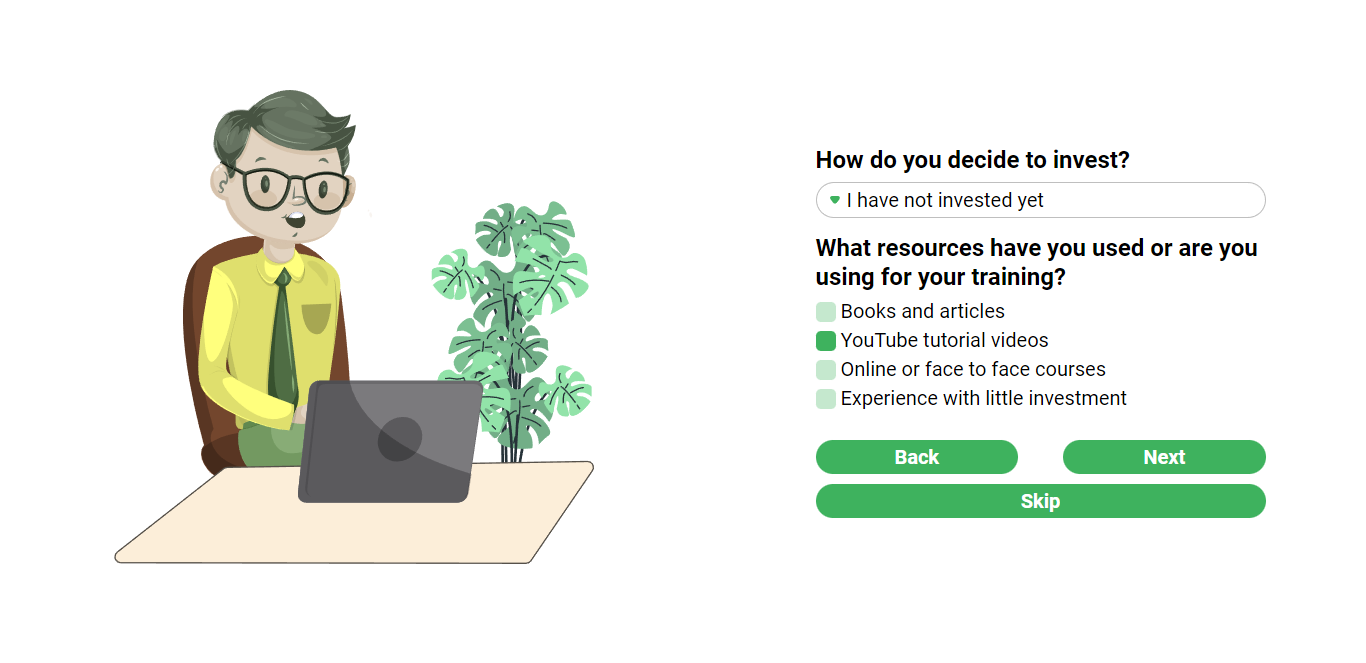 How do you decide to invest?
I have not invested yet
What resources have you used or are you
using for your training?
Books and articles
YouTube tutorial videos
Online or face to face courses
Experience with little investment
Back
Next
Skip